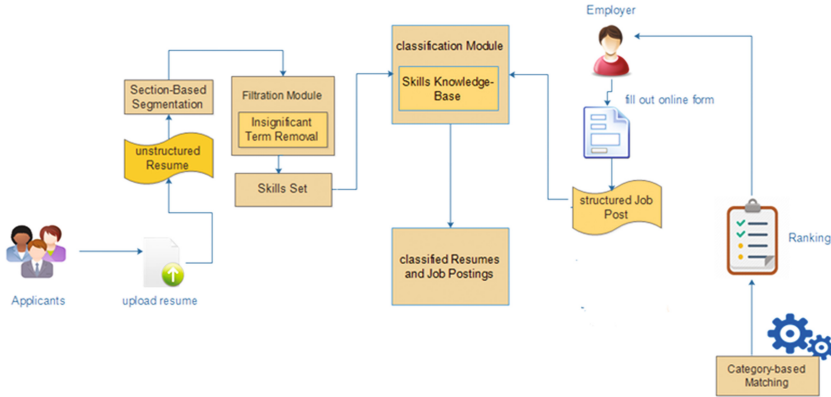 Employer
classification Module
Skills Knowledge-
Base
Section-Based
Segmentation
Filtration Module
Insignificant
Term Removal
fill out online form
unstructured
Resume
Skills Set
structured Job
Post
Ranking
classified Resumes
and Job Postings
Applicants
upload resume
Category-based
Matching